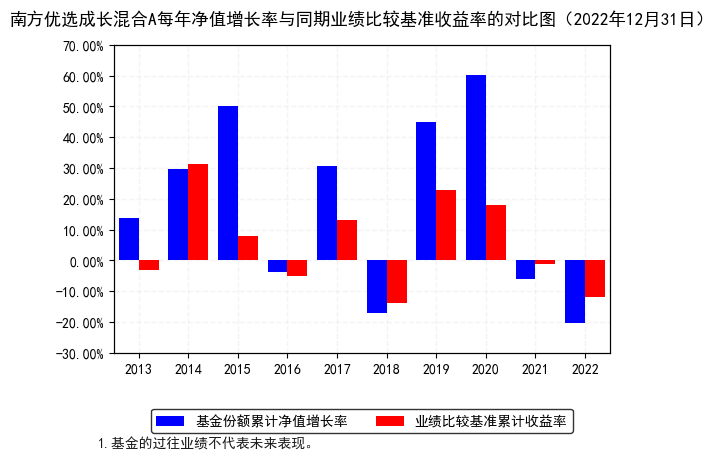 南方优选成长混合A每年净值增长率与同期业绩比较基准收益率的对比图（2022年12月31日）
70.00%
60.00%
50.00%
40.00%
30.00%
20.00%
10.00%
0.00%
-10.00%
-20.00%
-30.00%
2013 2014 2015 2016 2017 2018 2019 2020 2021 2022
基金份额累计净值增长率 业绩比较基准累计收益率
1.基金的过往业绩不代表未来表现。